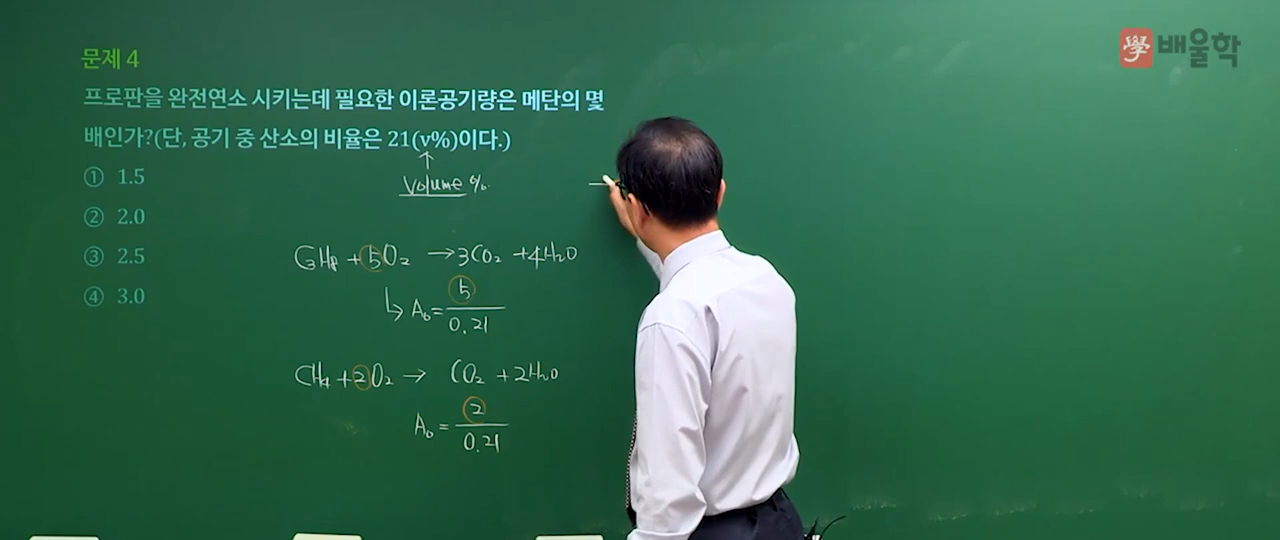 學 배울학
문제 4
프로판을 완전연소 시키는데 필요한 이론공기량은 메탄의 몇
배인가?(단, 공기 중 산소의 비율은 21(v%)이다.)
① 1.5
② 2.0
③ 2.5
④ 3.0
Volume %.
C3H8 + 5O2 → 3CO2 + 4H2O
↳ A0 = 5
0.21
CH4 + 2O2 → CO2 + 2H2O
A0 = 2
0.21